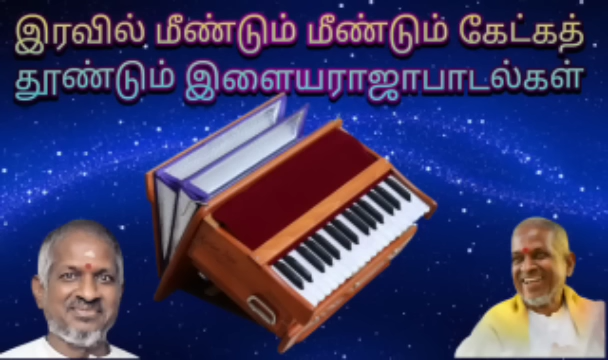 இரவில் மீண்டும் மீண்டும் கேட்கத்
தூண்டும் இளையராஜாபாடல்கள்